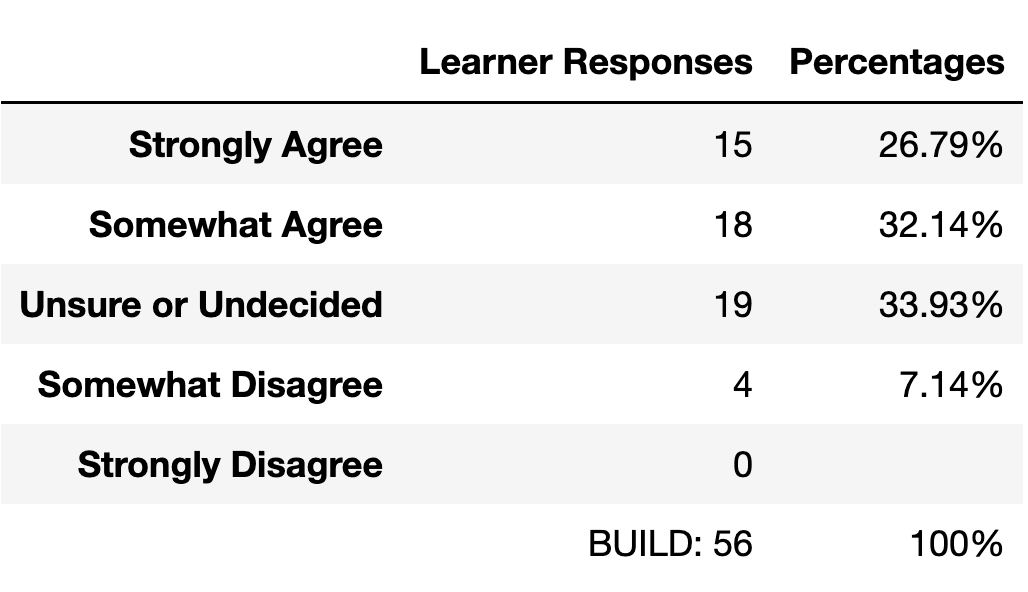 Learner Responses Percentages
Strongly Agree 15 26.79%
Somewhat Agree 18 32.14%
Unsure or Undecided 19 33.93%
Somewhat Disagree 4 7.14%
Strongly Disagree 0
BUILD: 56 100%